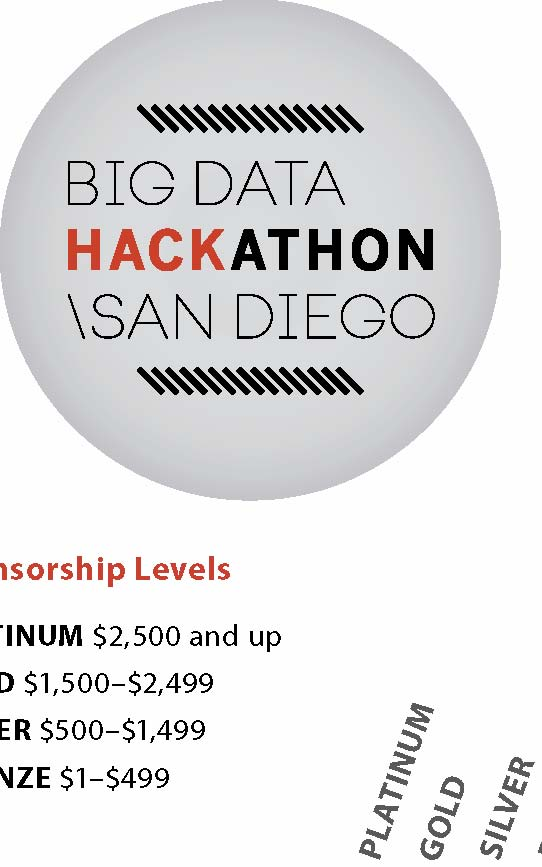 BIG DATA
HACKATHON
\SAN DIEGO
nsorship Levels
TINUM $2,500 and up
D $1,500–$2,499
ER $500–$1,499
NZE $1–$499
PLATINUM
GOLD
SILVER